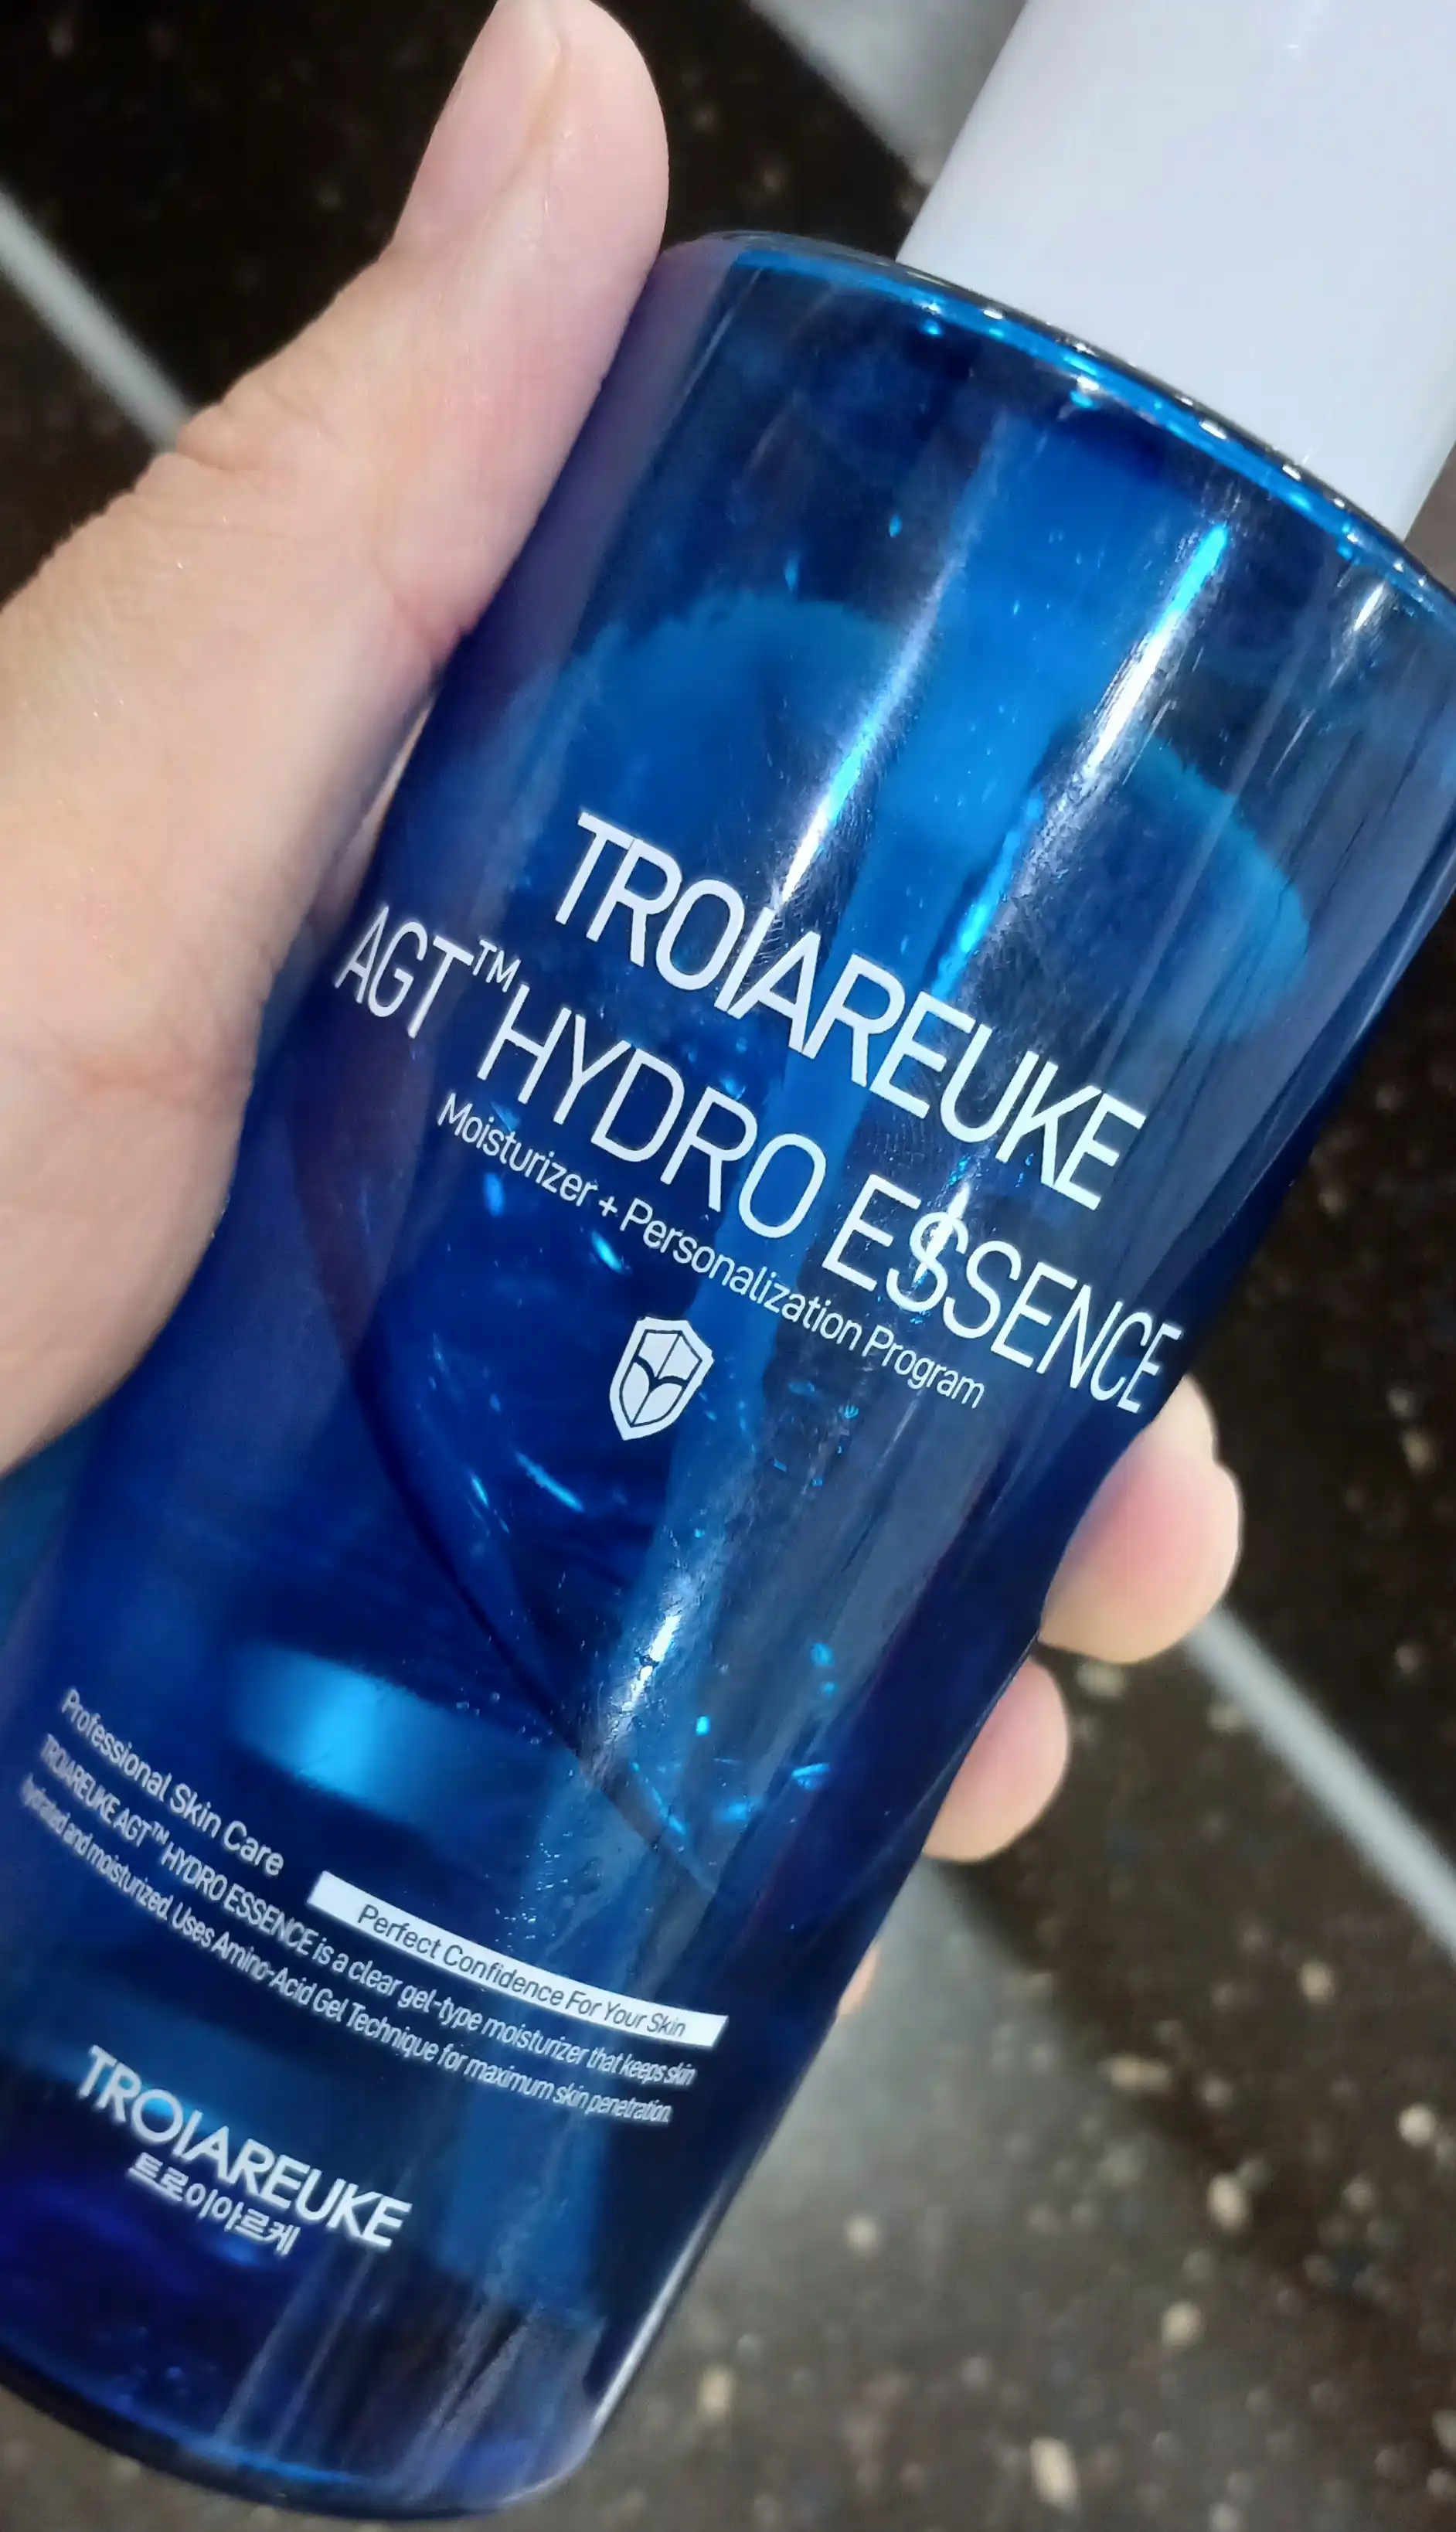 TROIAREUKE
AGT™ HYDRO ESSENCE
Moisturizer + Personalization Program
Professional Skin Care
Perfect Confidence For Your Skin
TROIAREUKE AGT™ HYDRO ESSENCE is a clear gel-type moisturizer that keeps skin
hydrated and moisturized. Uses Amino-Acid Gel Technique for maximum skin penetration.
TROIAREUKE
트로이아르케